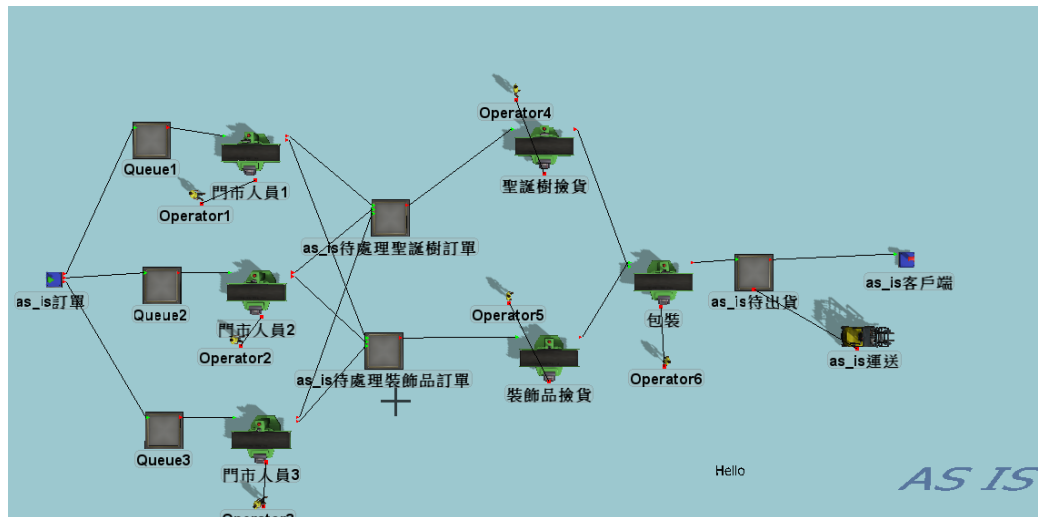 Operator4
Queue1
門市人員1
聖誕樹撿貨
Operator1
as_is待處理聖誕樹訂單
as_is訂單
Queue2
門市人員2
Operator2
Operator5
包裝
as_is待出貨
as_is客戶端
as_is待處理裝飾品訂單
裝飾品撿貨
Operator6
as_is運送
Queue3
門市人員3
Hello
AS IS